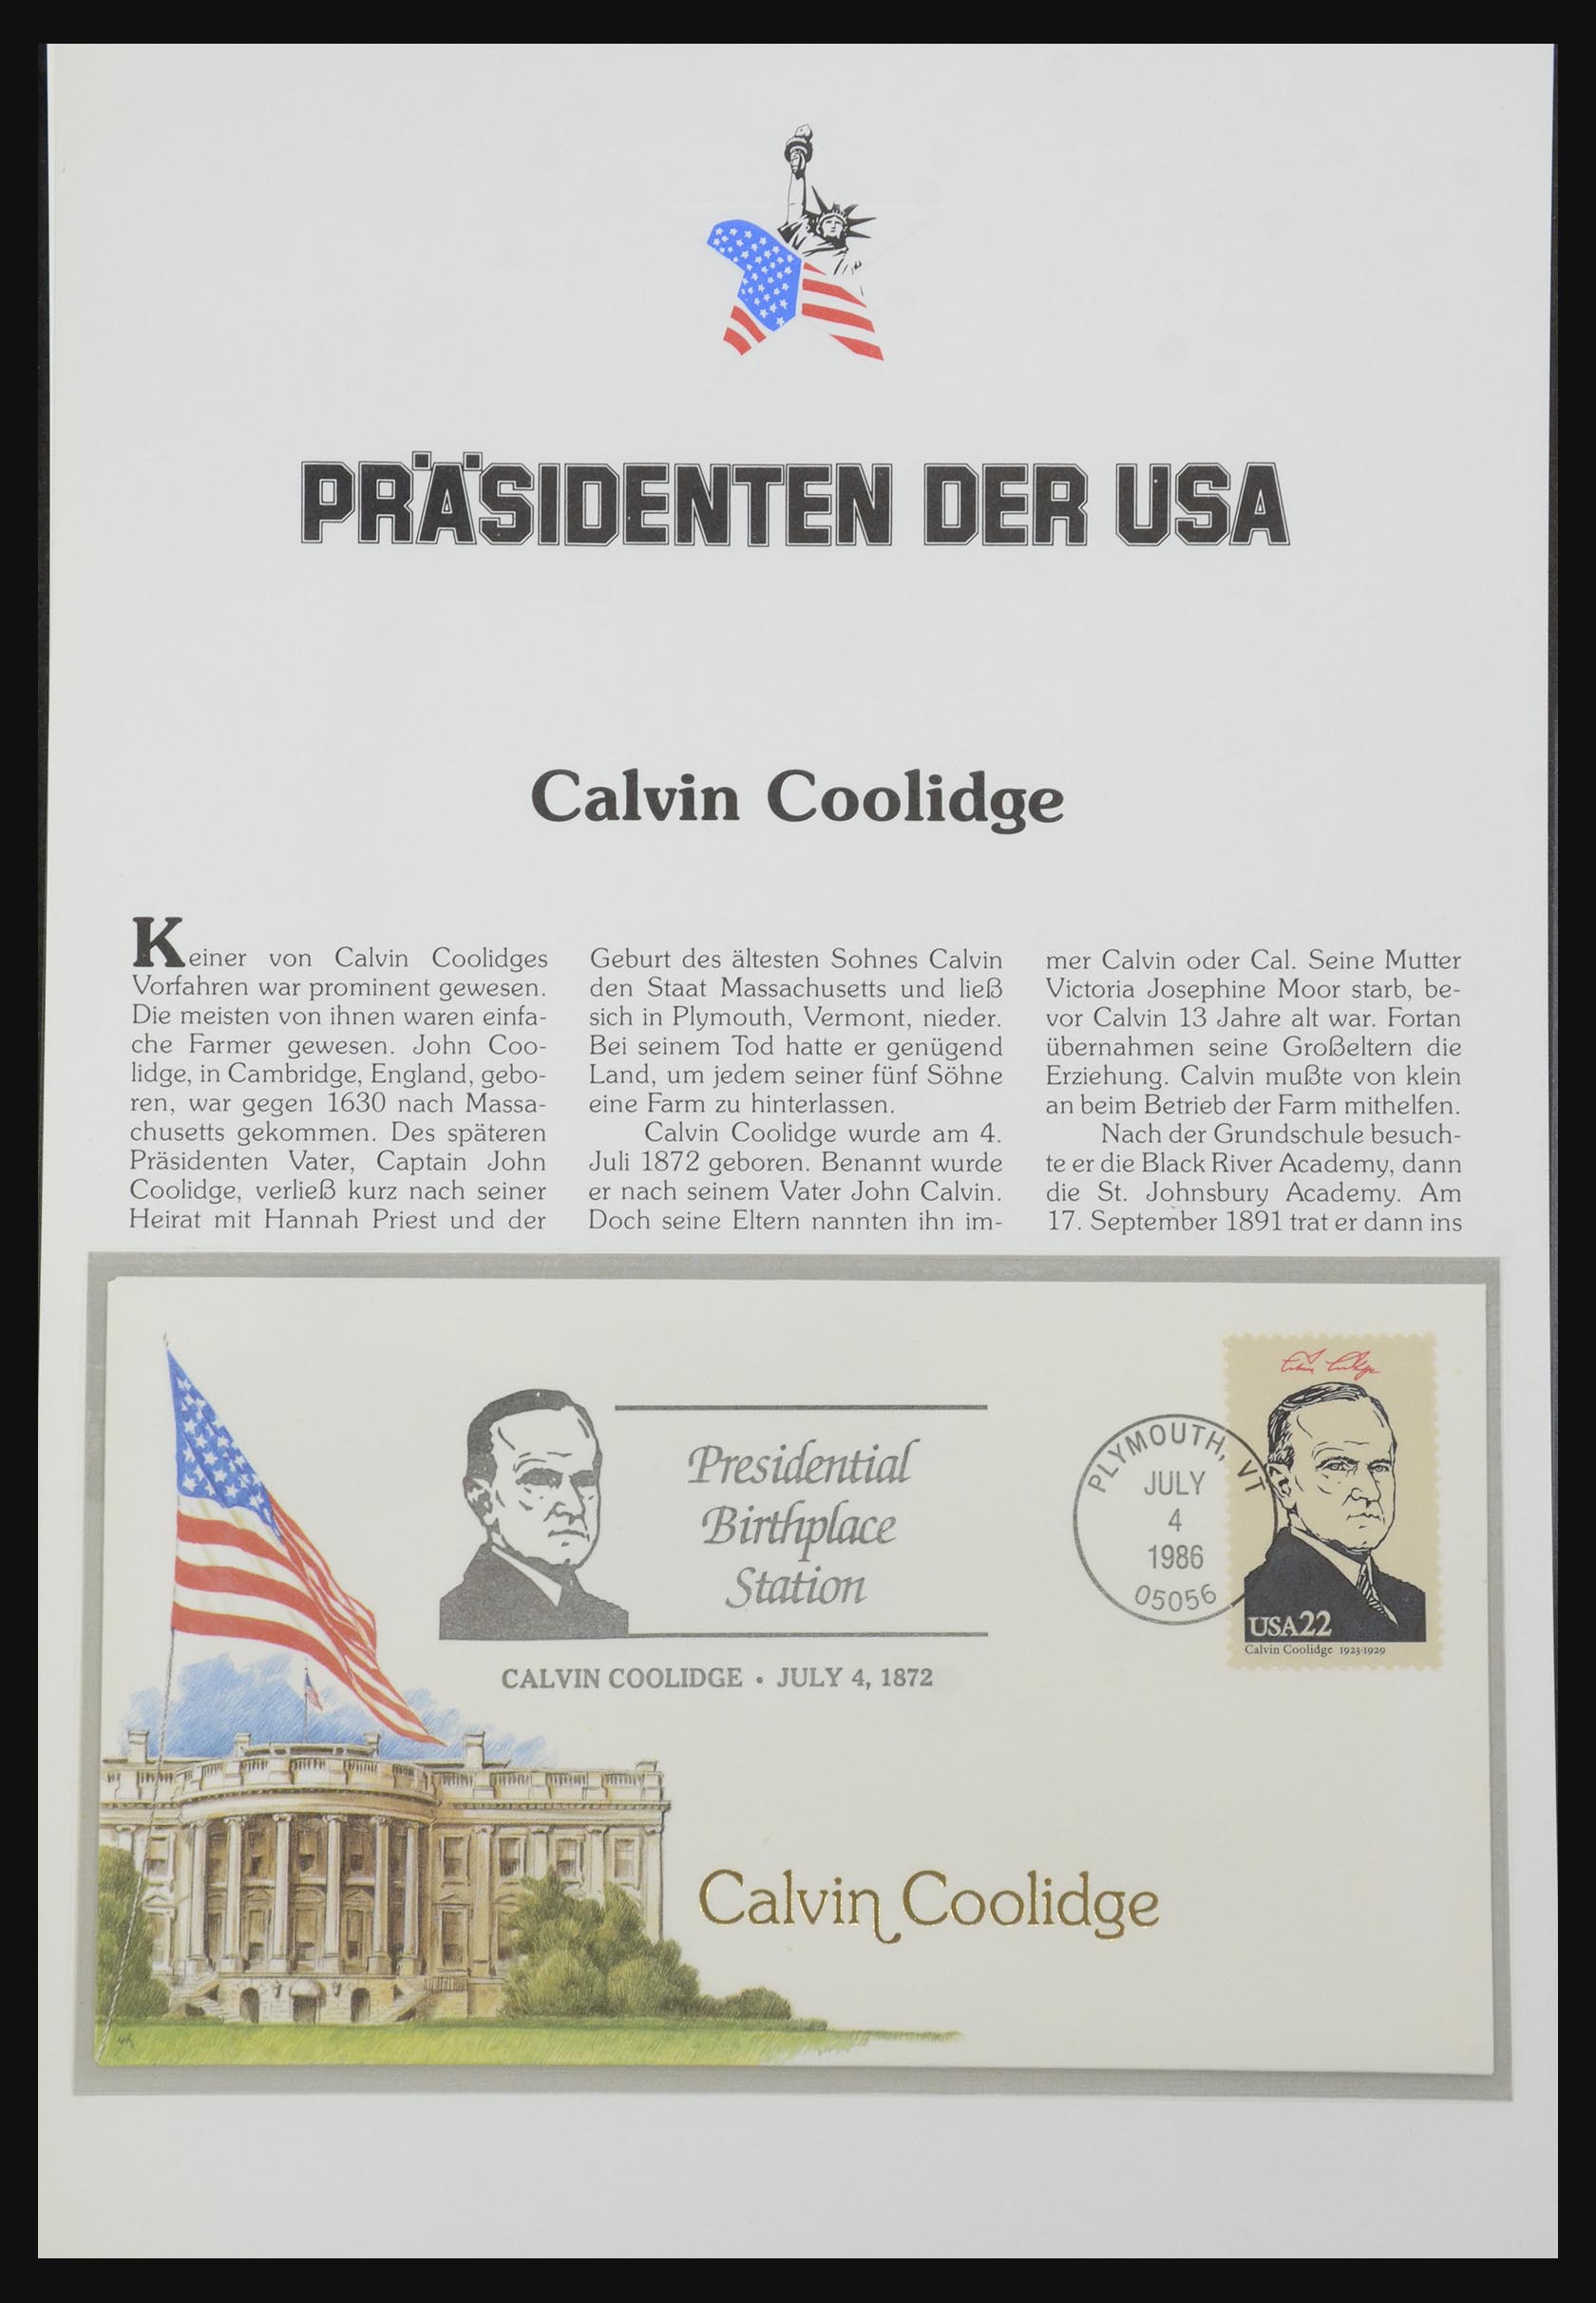 PRÄSIDENTEN DER USA
Calvin Coolidge
Keiner von Calvin Coolidges
Vorfahren war prominent gewesen.
Die meisten von ihnen waren einfa-
che Farmer gewesen. John Coo-
lidge, in Cambridge, England, gebo-
ren, war gegen 1630 nach Massa-
chusetts gekommen. Des späteren
Präsidenten Vater, Captain John
Coolidge, verließ kurz nach seiner
Heirat mit Hannah Priest und der
Geburt des ältesten Sohnes Calvin
den Staat Massachusetts und ließ
sich in Plymouth, Vermont, nieder.
Bei seinem Tod hatte er genügend
Land, um jedem seiner fünf Söhne
eine Farm zu hinterlassen.
Calvin Coolidge wurde am 4.
Juli 1872 geboren. Benannt wurde
er nach seinem Vater John Calvin.
Doch seine Eltern nannten ihn im-
mer Calvin oder Cal. Seine Mutter
Victoria Josephine Moor starb, be-
vor Calvin 13 Jahre alt war. Fortan
übernahmen seine Großeltern die
Erziehung. Calvin mußte von klein
an beim Betrieb der Farm mithelfen.
Nach der Grundschule besuch-
te er die Black River Academy, dann
die St. Johnsbury Academy. Am
17. September 1891 trat er dann ins
Presidential
Birthplace
Station
CALVIN COOLIDGE • JULY 4, 1872
PLYMOUTH, VT
JULY
4
1986
05056
USA22
Calvin Coolidge 1923-1929
Calvin Coolidge